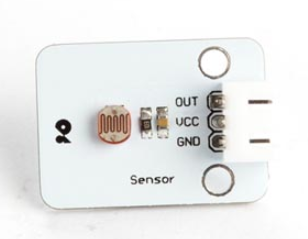 OUT
VCC
GND
Sensor